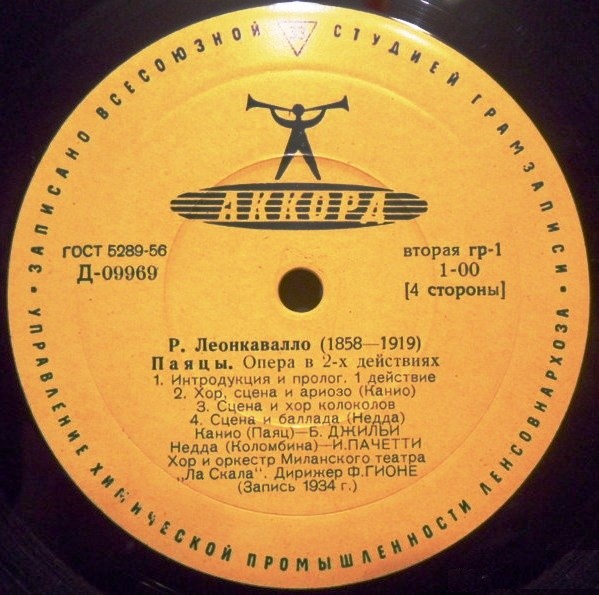 ЗАПИСАНО ВСЕСОЮЗНОЙ 33 СТУДИЕЙ ГРАМЗАПИСИ
АККОРД
ГОСТ 5289-56
Д-09969
вторая гр-1
1-00
[4 стороны]
Р. Леонкавалло (1858—1919)
Паяцы. Опера в 2-х действиях
1. Интродукция и пролог. 1 действие
2. Хор, сцена и ариозо (Канио)
3. Сцена и хор колоколов
4. Сцена и баллада (Недда)
Канио (Паяц)—Б. ДЖИЛЬИ
Недда (Коломбина)—И.ПАЧЕТТИ
Хор и оркестр Миланского театра
„Ла Скала". Дирижер Ф.ГИОНЕ
(Запись 1934 г.)
• УПРАВЛЕНИЕ ХИМИЧЕСКОЙ ПРОМЫШЛЕННОСТИ ЛЕНСОВНАРХОЗА •